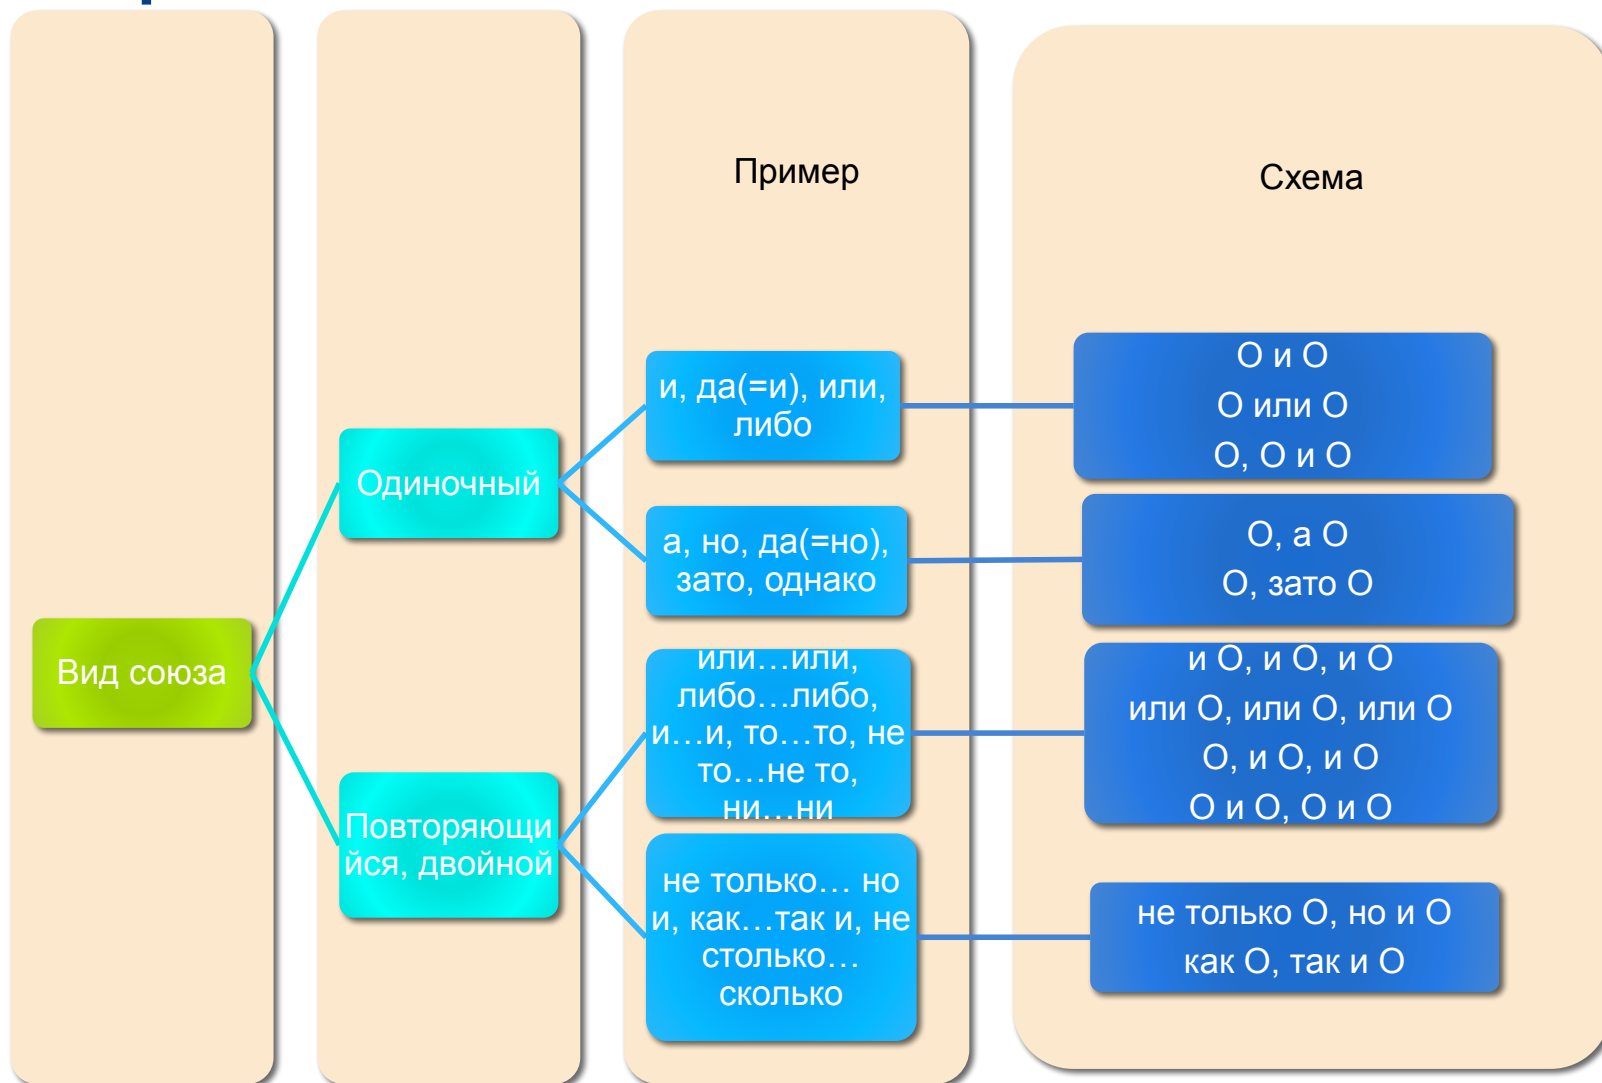 Пример
Схема
Вид союза
Одиночный
и, да(=и), или,
либо
О и О
О или О
О, О и О
а, но, да(=но),
зато, однако
О, а О
О, зато О
Повторяющи
йся, двойной
или…или,
либо…либо,
и…и, то…то, не
то…не то,
ни…ни
и О, и О, и О
или О, или О, или О
О, и О, и О
О и О, О и О
не только… но
и, как…так и, не
столько…
сколько
не только О, но и О
как О, так и О